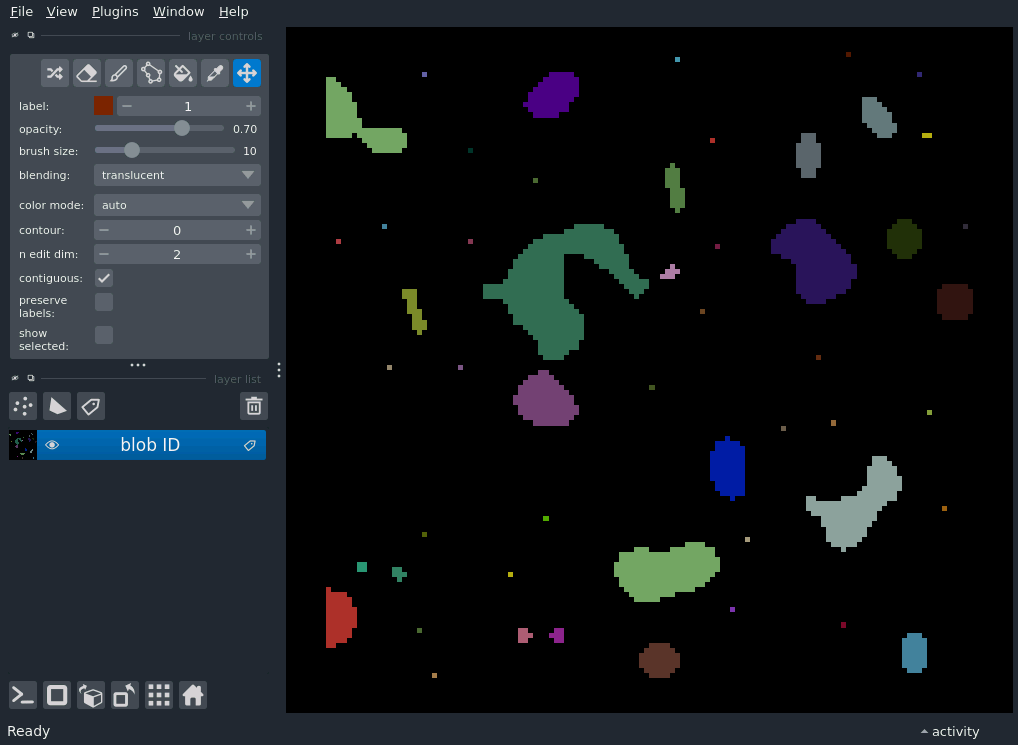 File View Plugins Window Help
layer controls
label: 1
opacity: 0.70
brush size: 10
blending: translucent
color mode: auto
contour: 0
n edit dim: 2
contiguous:
preserve
labels:
show
selected:
layer list
blob ID
Ready
activity